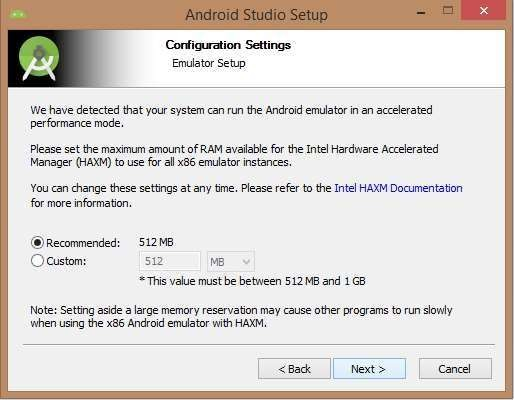 Android Studio Setup
Configuration Settings
Emulator Setup
We have detected that your system can run the Android emulator in an accelerated
performance mode.
Please set the maximum amount of RAM available for the Intel Hardware Accelerated
Manager (HAXM) to use for all x86 emulator instances.
You can change these settings at any time. Please refer to the Intel HAXM Documentation
for more information.
Recommended: 512 MB
Custom: 512 MB
* This value must be between 512 MB and 1 GB
Note: Setting aside a large memory reservation may cause other programs to run slowly
when using the x86 Android emulator with HAXM.
< Back Next > Cancel